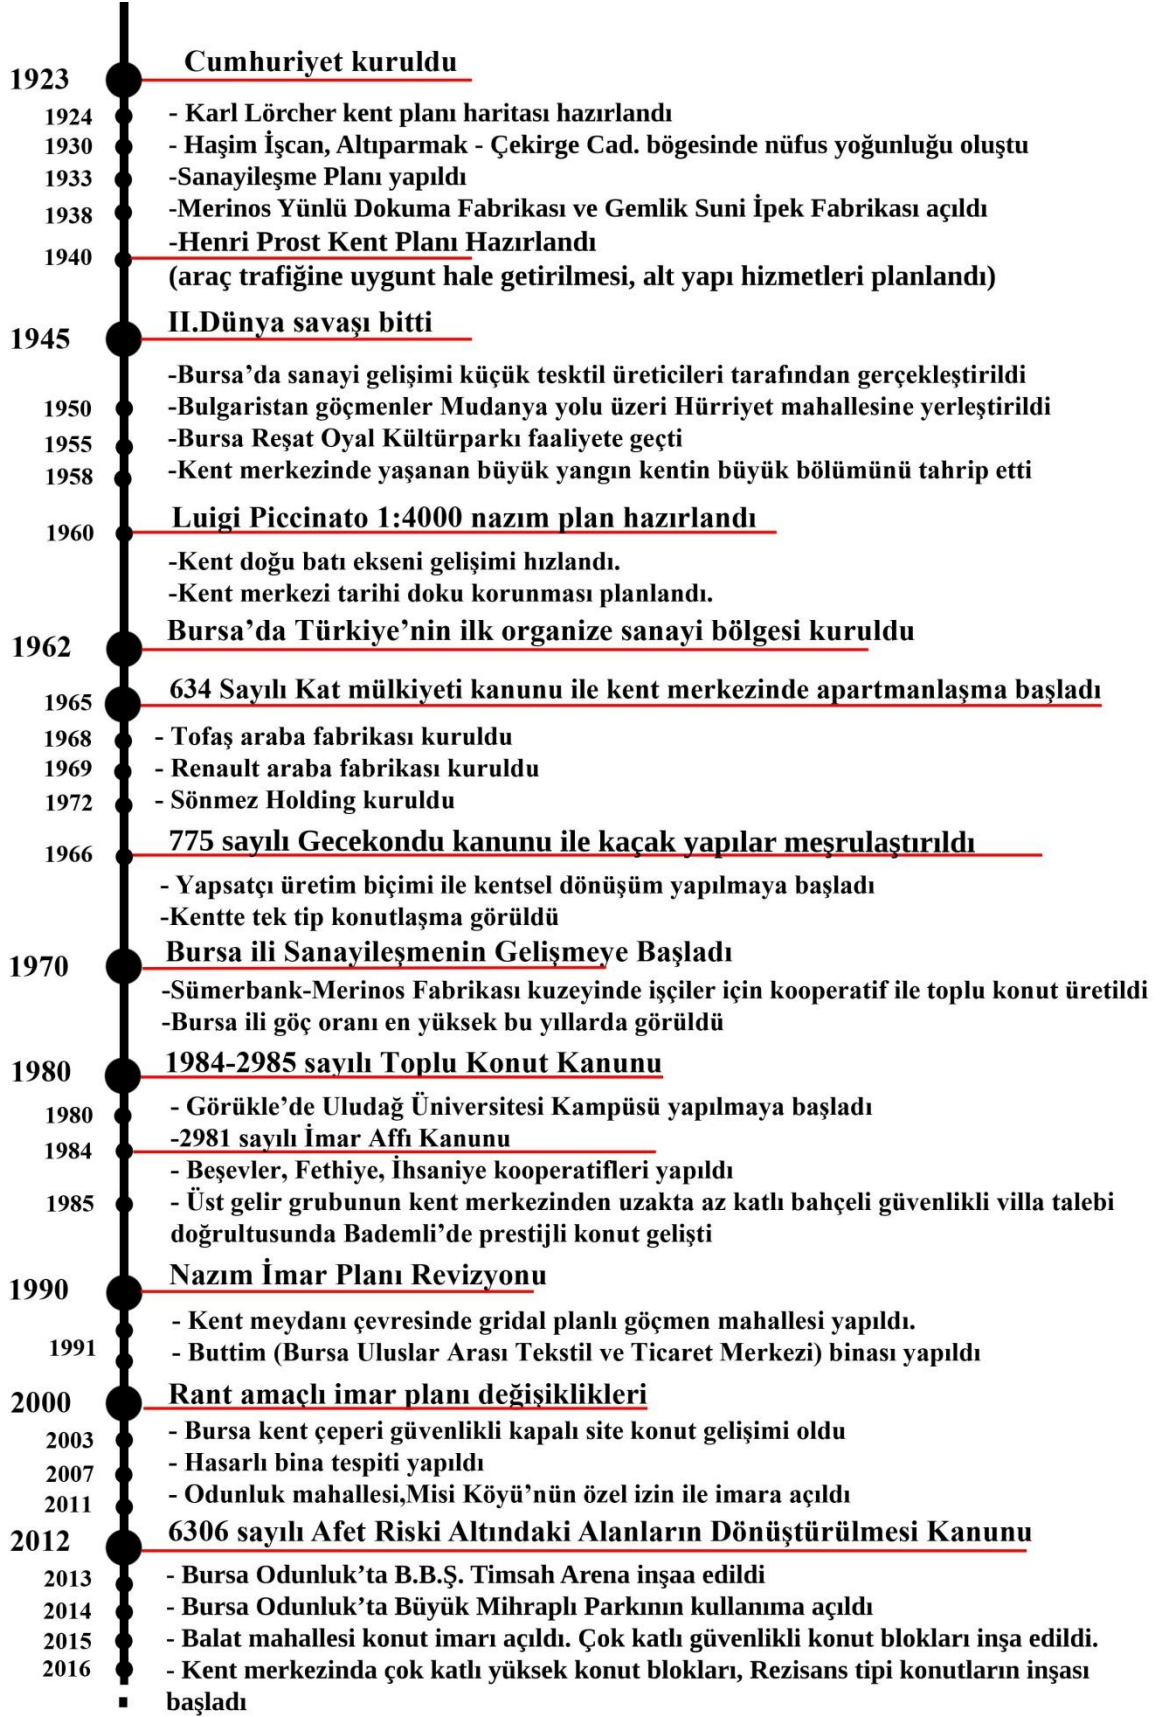 1923 Cumhuriyet kuruldu
1924 - Karl Lörcher kent planı haritası hazırlandı
1930 - Haşim İşcan, Altıparmak - Çekirge Cad. bögesinde nüfus yoğunluğu oluştu
1933 -Sanayileşme Planı yapıldı
1938 -Merinos Yünlü Dokuma Fabrikası ve Gemlik Suni İpek Fabrikası açıldı
1940 -Henri Prost Kent Planı Hazırlandı
(araç trafiğine uygunt hale getirilmesi, alt yapı hizmetleri planlandı)
1945 II.Dünya savaşı bitti
-Bursa’da sanayi gelişimi küçük tesktil üreticileri tarafından gerçekleştirildi
1950 -Bulgaristan göçmenler Mudanya yolu üzeri Hürriyet mahallesine yerleştirildi
1955 -Bursa Reşat Oyal Kültürparkı faaliyete geçti
1958 -Kent merkezinde yaşanan büyük yangın kentin büyük bölümünü tahrip etti
1960 Luigi Piccinato 1:4000 nazım plan hazırlandı
-Kent doğu batı ekseni gelişimi hızlandı.
-Kent merkezi tarihi doku korunması planlandı.
1962 Bursa’da Türkiye’nin ilk organize sanayi bölgesi kuruldu
1965 634 Sayılı Kat mülkiyeti kanunu ile kent merkezinde apartmanlaşma başladı
1968 - Tofaş araba fabrikası kuruldu
1969 - Renault araba fabrikası kuruldu
1972 - Sönmez Holding kuruldu
1966 775 sayılı Gecekondu kanunu ile kaçak yapılar meşrulaştırıldı
- Yapsatçı üretim biçimi ile kentsel dönüşüm yapılmaya başladı
-Kentte tek tip konutlaşma görüldü
1970 Bursa ili Sanayileşmenin Gelişmeye Başladı
-Sümerbank-Merinos Fabrikası kuzeyinde işçiler için kooperatif ile toplu konut üretildi
-Bursa ili göç oranı en yüksek bu yıllarda görüldü
1980 1984-2985 sayılı Toplu Konut Kanunu
1980 - Görükle’de Uludağ Üniversitesi Kampüsü yapılmaya başladı
1984 -2981 sayılı İmar Affı Kanunu
- Beşevler, Fethiye, İhsaniye kooperatifleri yapıldı
1985 - Üst gelir grubunun kent merkezinden uzakta az katlı bahçeli güvenlikli villa talebi
doğrultusunda Bademli’de prestijli konut gelişti
1990 Nazım İmar Planı Revizyonu
- Kent meydanı çevresinde gridal planlı göçmen mahallesi yapıldı.
1991 - Buttim (Bursa Uluslar Arası Tekstil ve Ticaret Merkezi) binası yapıldı
2000 Rant amaçlı imar planı değişiklikleri
2003 - Bursa kent çeperi güvenlikli kapalı site konut gelişimi oldu
2007 - Hasarlı bina tespiti yapıldı
2011 - Odunluk mahallesi,Misi Köyü’nün özel izin ile imara açıldı
2012 6306 sayılı Afet Riski Altındaki Alanların Dönüştürülmesi Kanunu
2013 - Bursa Odunluk’ta B.B.Ş. Timsah Arena inşaa edildi
2014 - Bursa Odunluk’ta Büyük Mihraplı Parkının kullanıma açıldı
2015 - Balat mahallesi konut imarı açıldı. Çok katlı güvenlikli konut blokları inşa edildi.
2016 - Kent merkezinda çok katlı yüksek konut blokları, Rezisans tipi konutların inşası
başladı